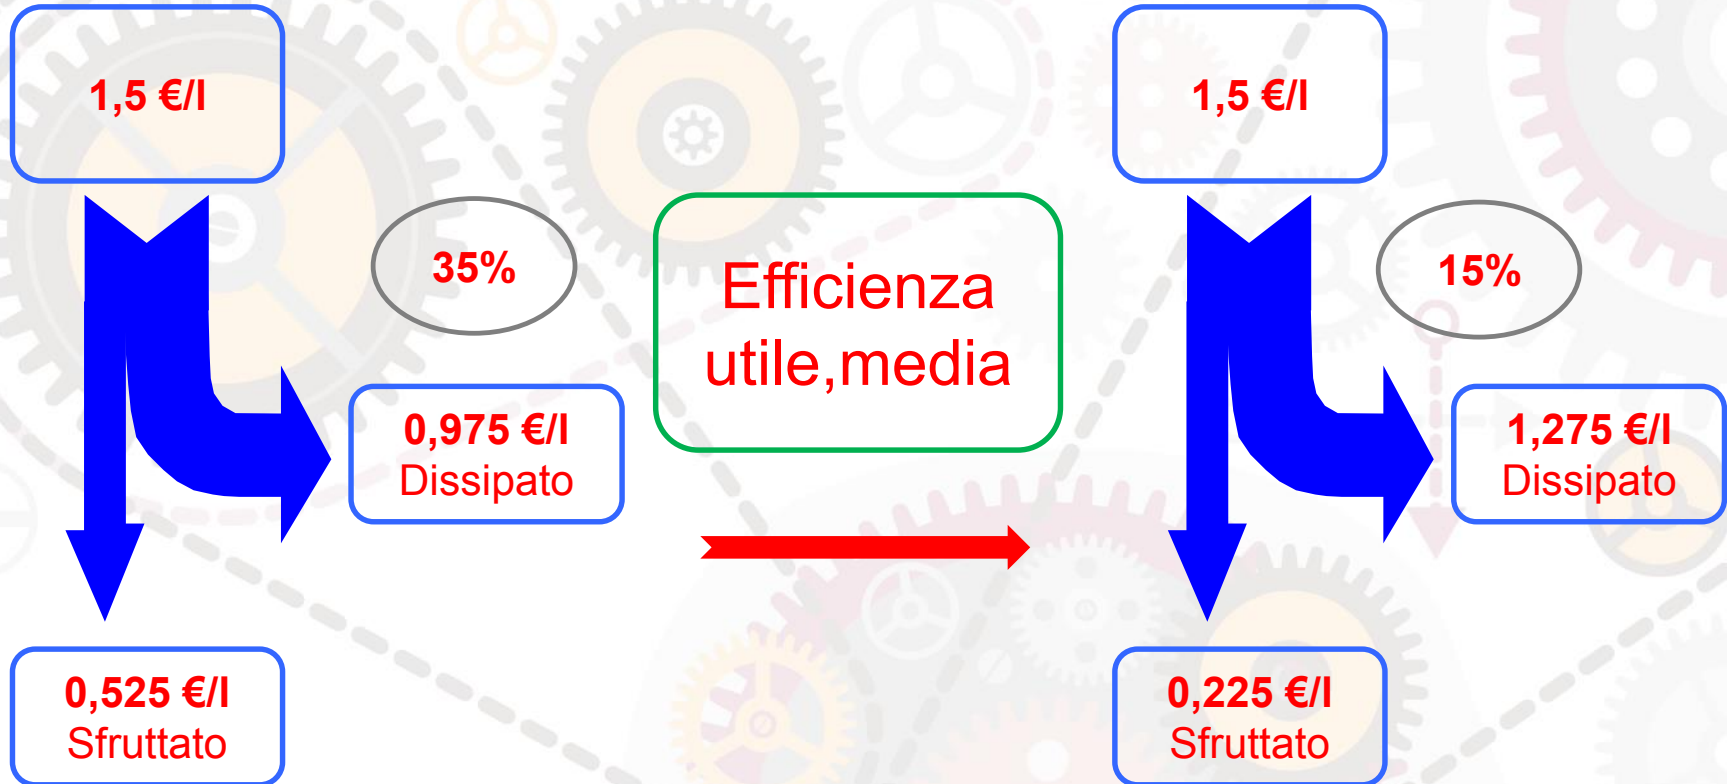 1,5 €/l
35%
0,975 €/l
Dissipato
0,525 €/l
Sfruttato
Efficienza
utile,media
1,5 €/l
15%
1,275 €/l
Dissipato
0,225 €/l
Sfruttato